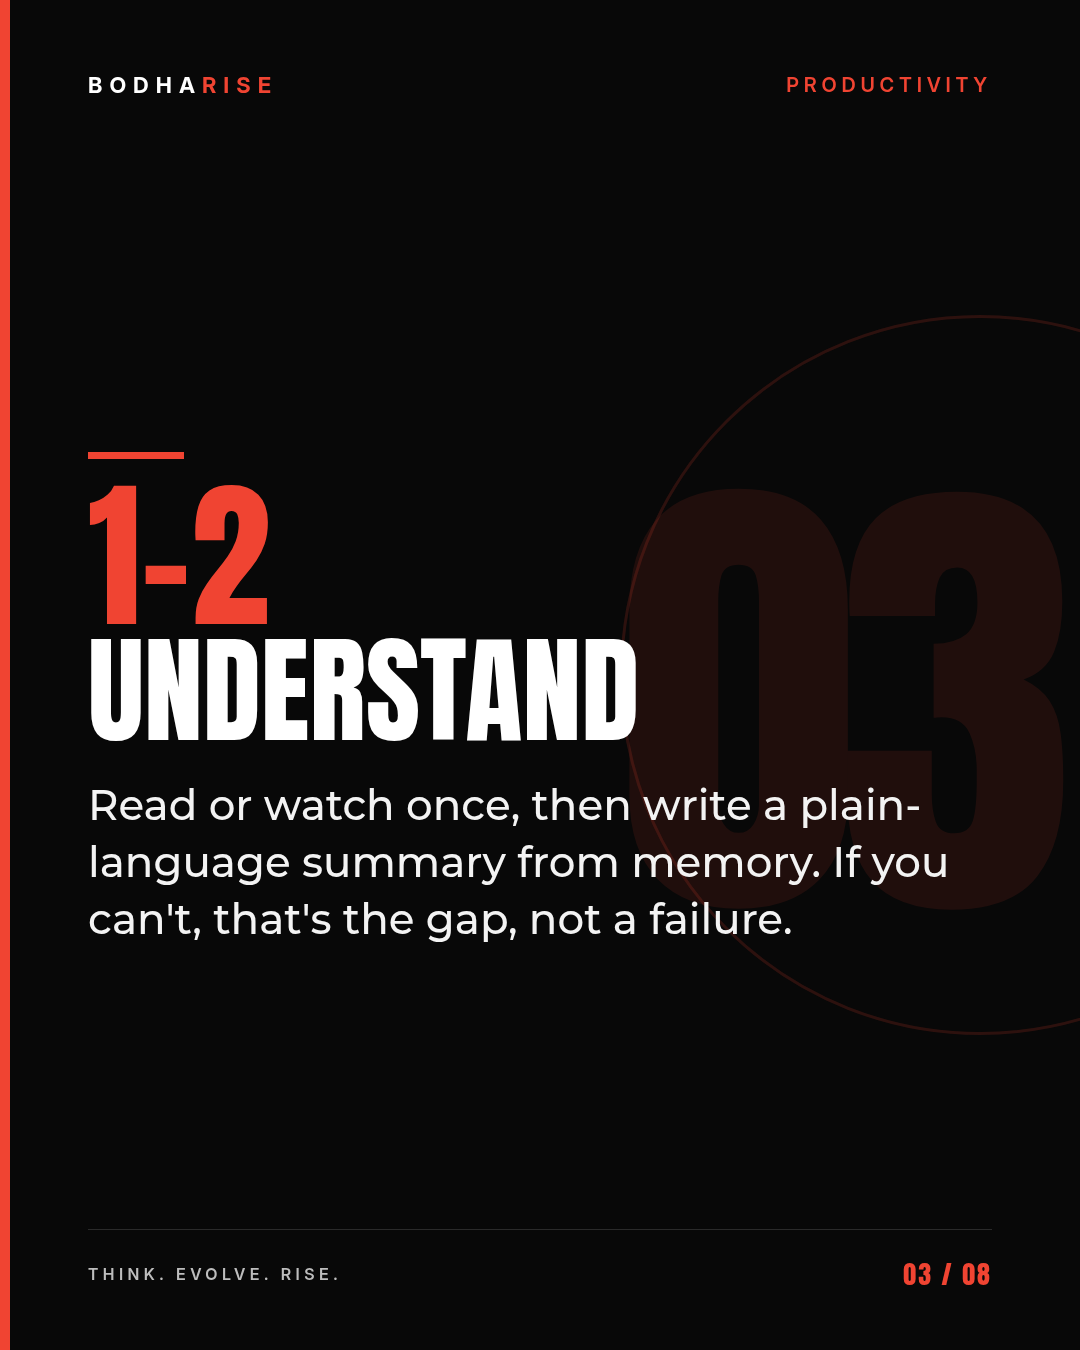 BODHARISE
PRODUCTIVITY
03
1-2
UNDERSTAND
Read or watch once, then write a plain-
language summary from memory. If you
can't, that's the gap, not a failure.
THINK. EVOLVE. RISE.
03 / 08